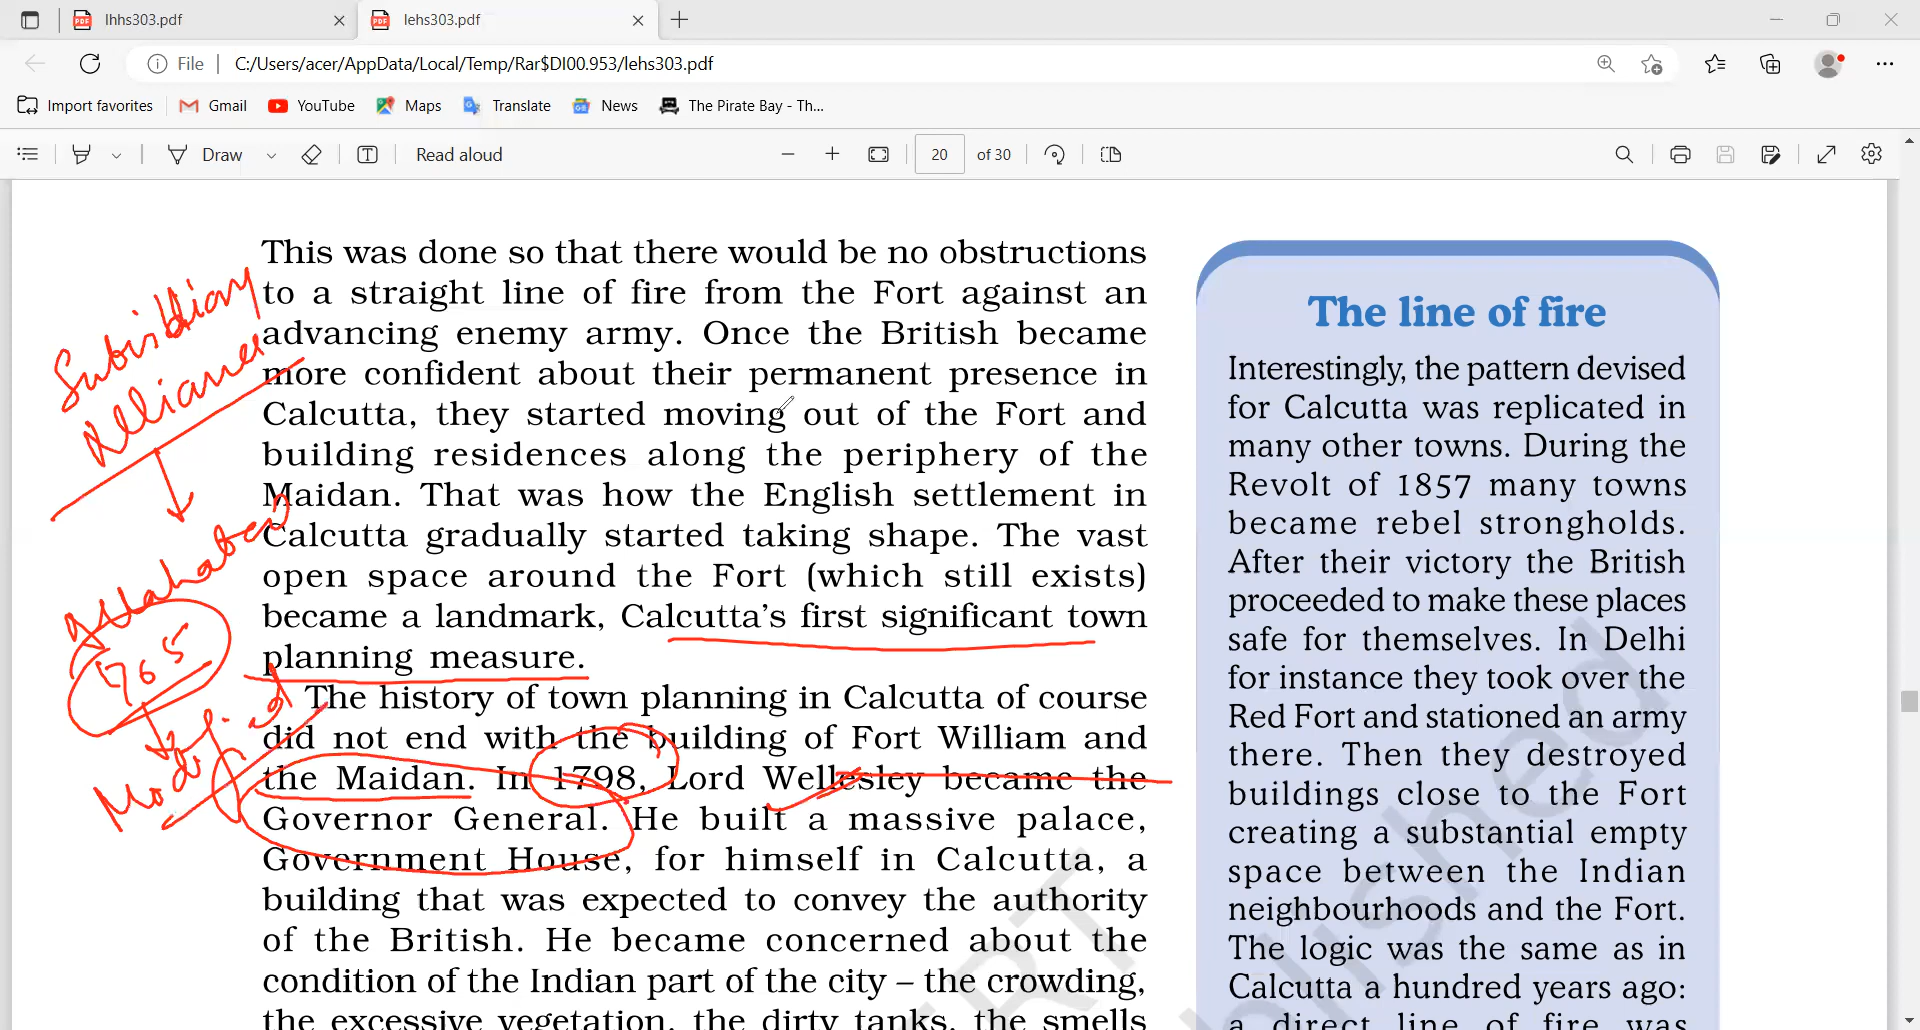 lhhs303.pdf
lehs303.pdf
File
C:/Users/acer/AppData/Local/Temp/Rar$DI00.953/lehs303.pdf
Import favorites
Gmail
YouTube
Maps
Translate
News
The Pirate Bay - Th...
Draw
Read aloud
20
of 30
This was done so that there would be no obstructions
to a straight line of fire from the Fort against an
advancing enemy army. Once the British became
more confident about their permanent presence in
Calcutta, they started moving out of the Fort and
building residences along the periphery of the
Maidan. That was how the English settlement in
Calcutta gradually started taking shape. The vast
open space around the Fort (which still exists)
became a landmark, Calcutta's first significant town
planning measure.
The history of town planning in Calcutta of course
did not end with the building of Fort William and
the Maidan. In 1798, Lord Wellesley became the
Governor General. He built a massive palace,
Government House, for himself in Calcutta, a
building that was expected to convey the authority
of the British. He became concerned about the
condition of the Indian part of the city – the crowding,
the excessive vegetation, the dirty tanks, the smells
1765
Modified
The line of fire
Interestingly, the pattern devised
for Calcutta was replicated in
many other towns. During the
Revolt of 1857 many towns
became rebel strongholds.
After their victory the British
proceeded to make these places
safe for themselves. In Delhi
for instance they took over the
Red Fort and stationed an army
there. Then they destroyed
buildings close to the Fort
creating a substantial empty
space between the Indian
neighbourhoods and the Fort.
The logic was the same as in
Calcutta a hundred years ago:
a direct line of fire was